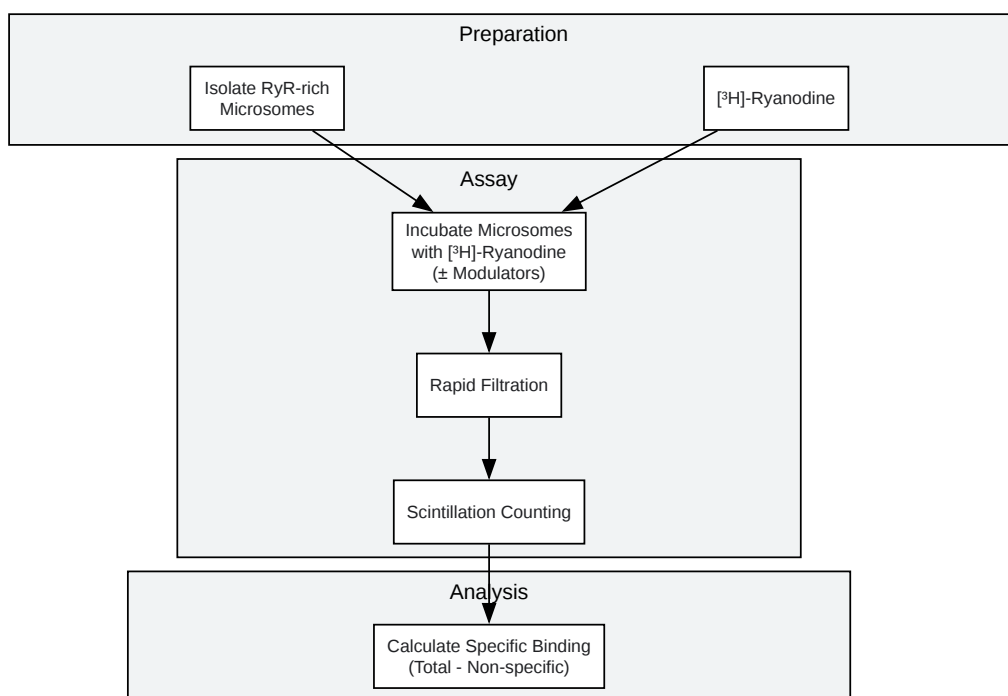 Preparation
Isolate RyR-rich
Microsomes
[³H]-Ryanodine
Assay
Incubate Microsomes
with [³H]-Ryanodine
(± Modulators)
Rapid Filtration
Scintillation Counting
Analysis
Calculate Specific Binding
(Total - Non-specific)